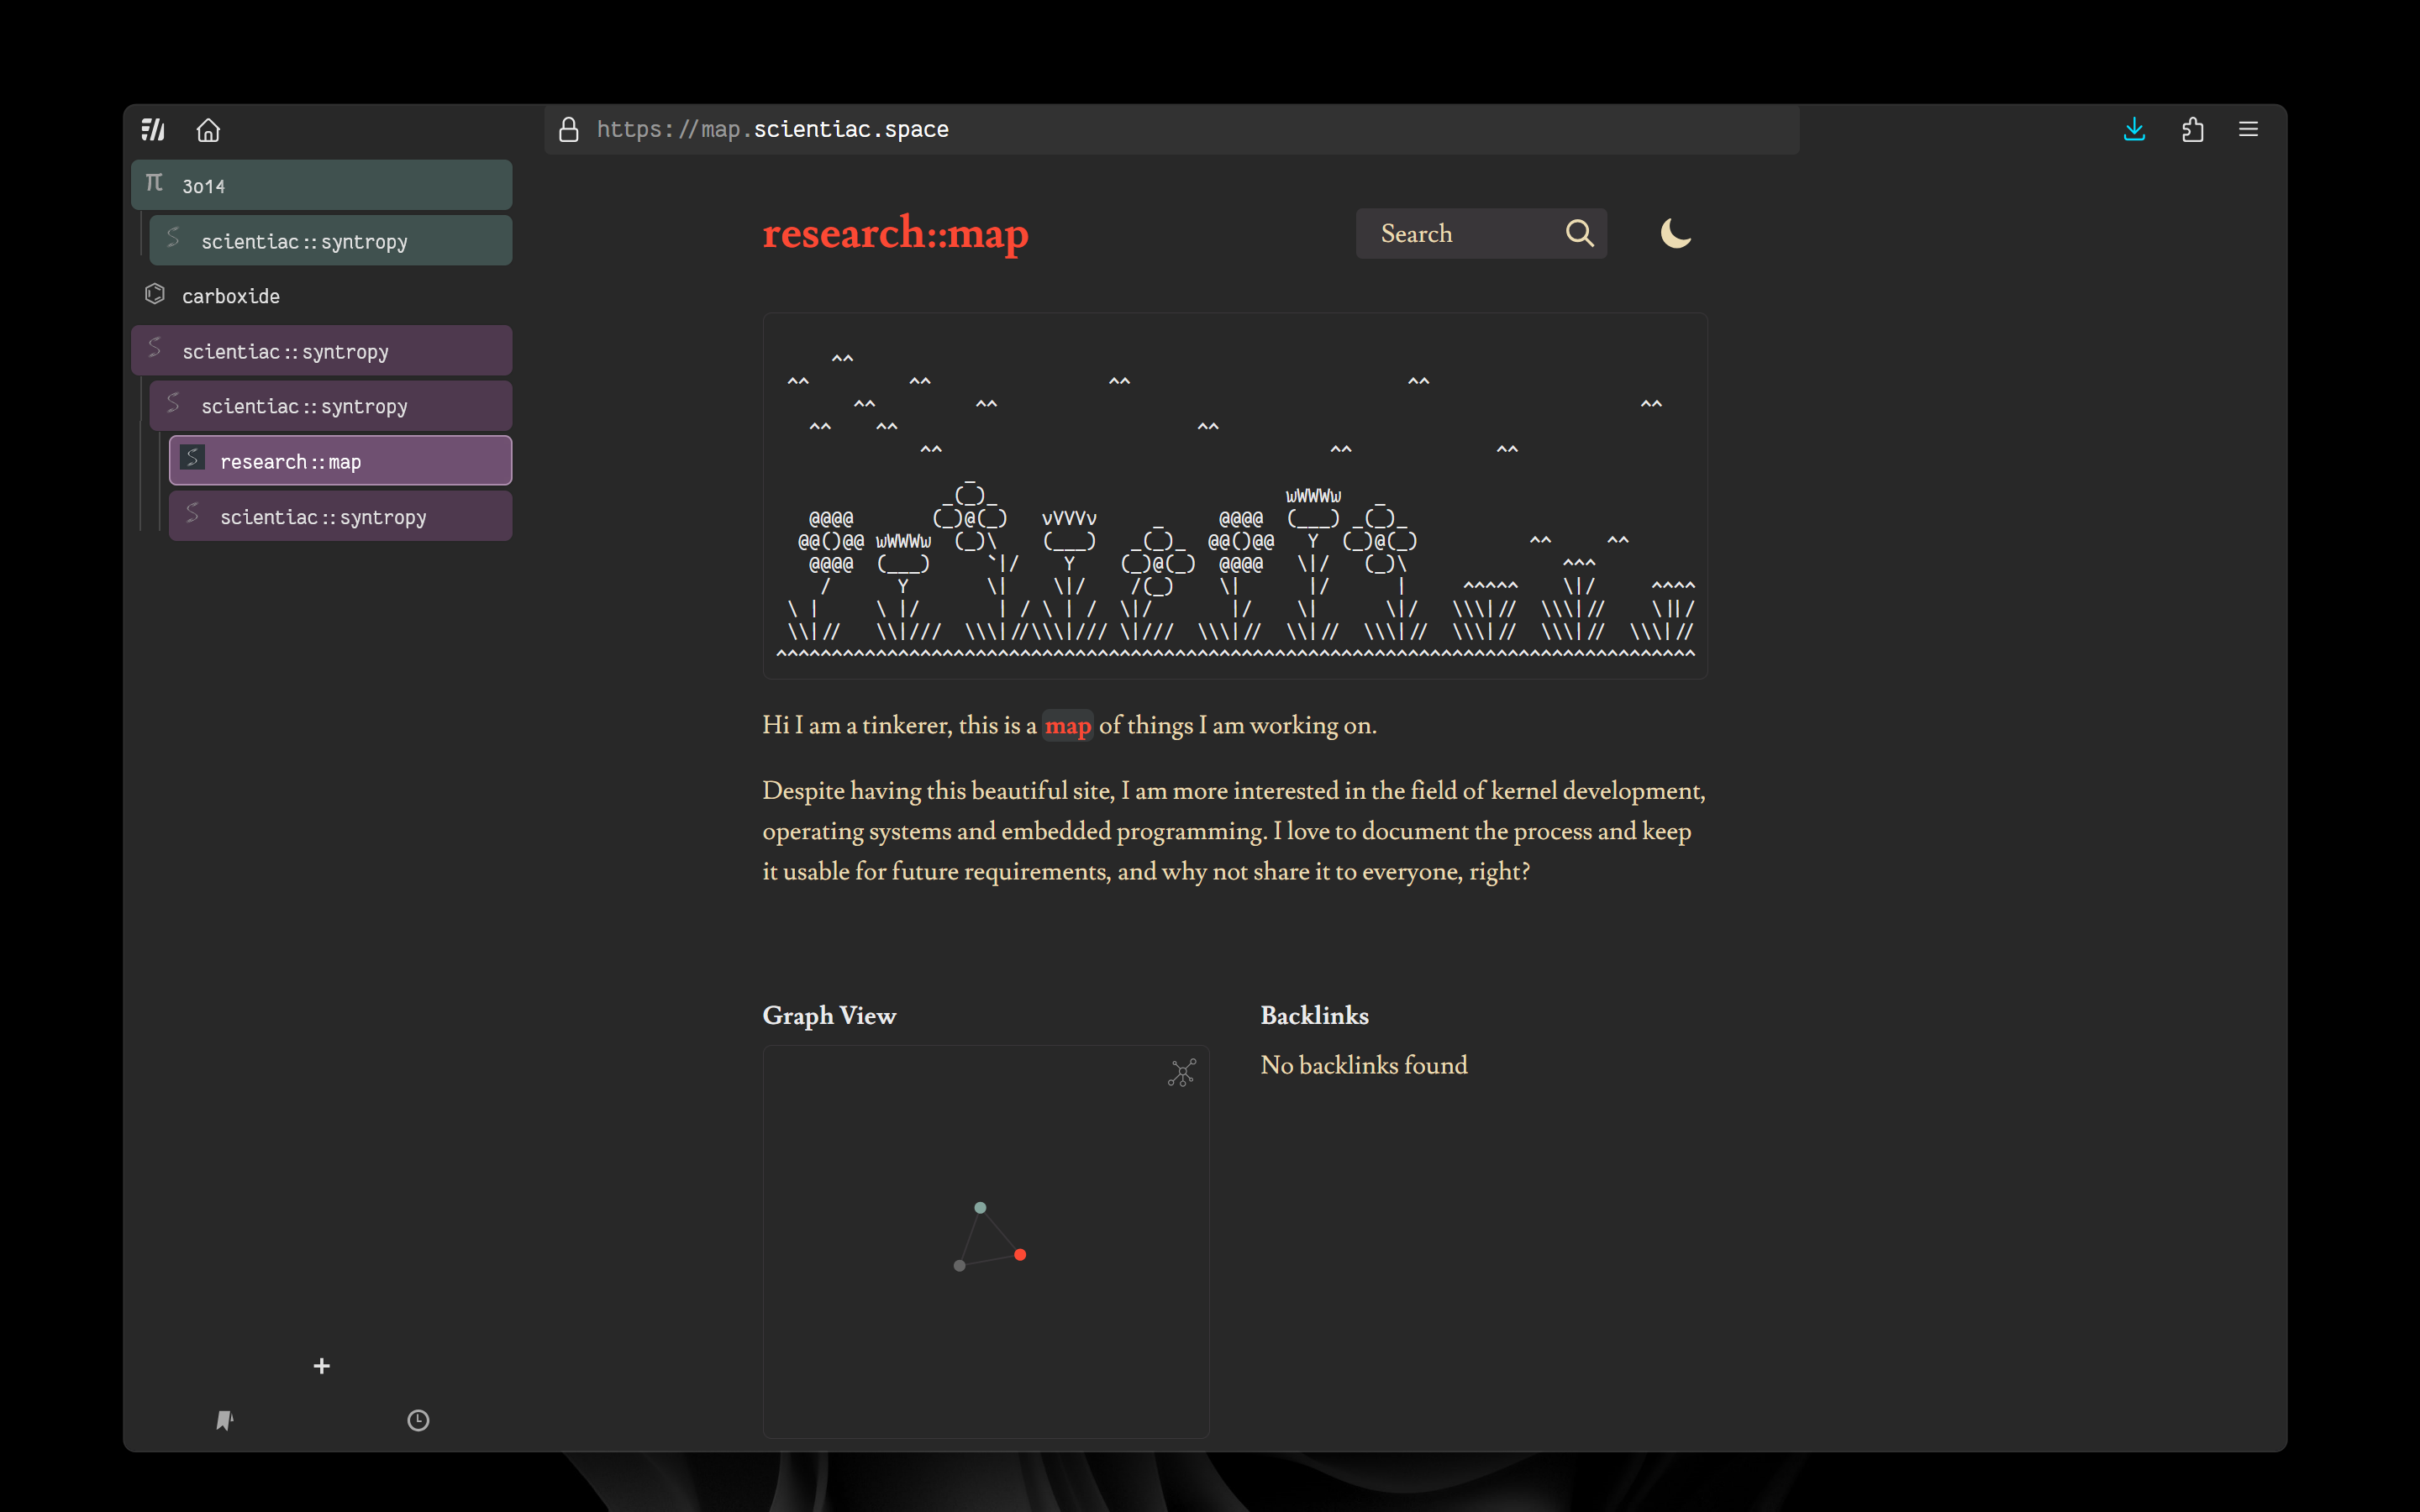 https://map.scientiac.space
3o14
scientiac::syntropy
carboxide
scientiac::syntropy
scientiac::syntropy
research::map
scientiac::syntropy
research::map
Search
     ^^
 ^^         ^^                 ^^                          ^^
       ^^         ^^                                                           ^^
   ^^    ^^                            ^^
             ^^                                    ^^             ^^
                 _
               _(_)_                          wWWWw   _
   @@@@       (_)@(_)   vVVVv     _     @@@@  (___) _(_)_
  @@()@@ wWWWw  (_)\    (___)   _(_)_  @@()@@   Y  (_)@(_)          ^^     ^^
   @@@@  (___)     `|/    Y    (_)@(_)  @@@@   \|/   (_)\              ^^^
    /      Y       \|    \|/    /(_)    \|      |/      |     ^^^^^    \|/     ^^^^
 \ |     \ |/       | / \ | /  \|/       |/    \|      \|/   \\\|//  \\\|//    \||/
 \\|//   \\|///  \\\|//\\\|/// \|///  \\\|//  \\|//  \\\|//  \\\|//  \\\|//  \\\|//
^^^^^^^^^^^^^^^^^^^^^^^^^^^^^^^^^^^^^^^^^^^^^^^^^^^^^^^^^^^^^^^^^^^^^^^^^^^^^^^^^^^
Hi I am a tinkerer, this is a map of things I am working on.
Despite having this beautiful site, I am more interested in the field of kernel development,
operating systems and embedded programming. I love to document the process and keep
it usable for future requirements, and why not share it to everyone, right?
Graph View
Backlinks
No backlinks found